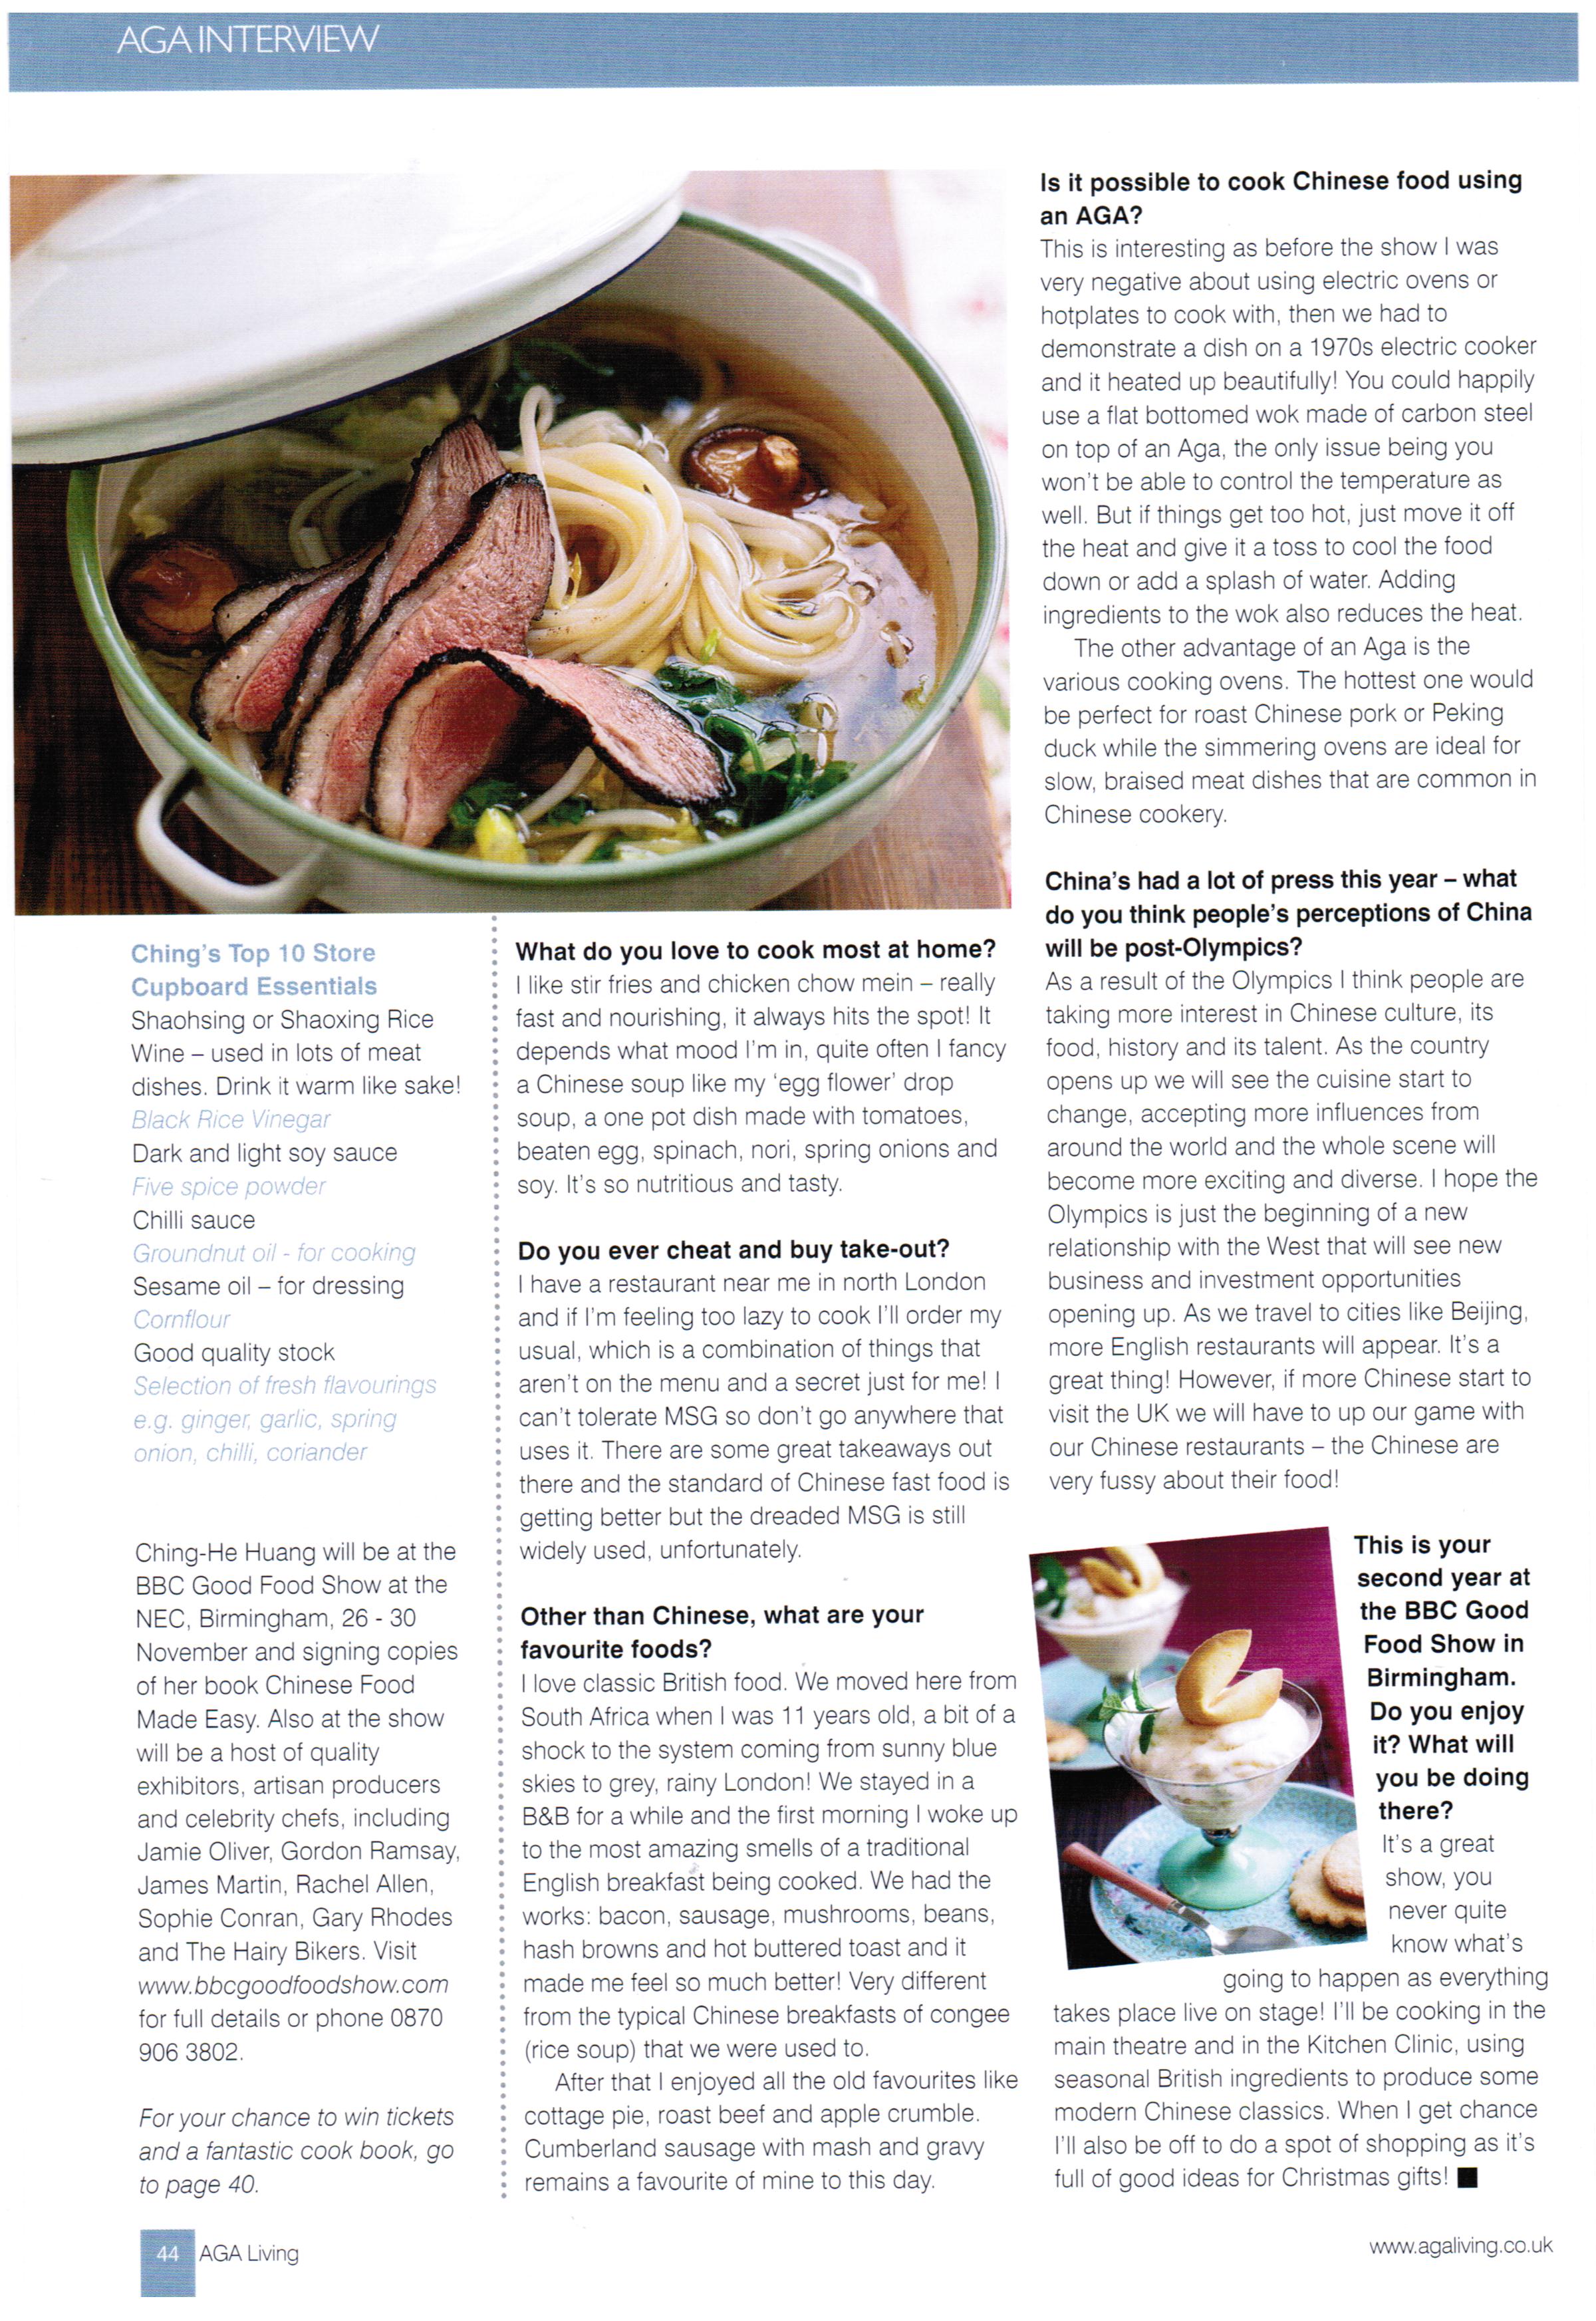 AGA INTERVIEW
Ching's Top 10 Store
Cupboard Essentials
Shaohsing or Shaoxing Rice
Wine – used in lots of meat
dishes. Drink it warm like sake!
Black Rice Vinegar
Dark and light soy sauce
Five spice powder
Chilli sauce
Groundnut oil - for cooking
Sesame oil – for dressing
Cornflour
Good quality stock
Selection of fresh flavourings
e.g. ginger, garlic, spring
onion, chilli, coriander
Ching-He Huang will be at the
BBC Good Food Show at the
NEC, Birmingham, 26 - 30
November and signing copies
of her book Chinese Food
Made Easy. Also at the show
will be a host of quality
exhibitors, artisan producers
and celebrity chefs, including
Jamie Oliver, Gordon Ramsay,
James Martin, Rachel Allen,
Sophie Conran, Gary Rhodes
and The Hairy Bikers. Visit
www.bbcgoodfoodshow.com
for full details or phone 0870
906 3802.
For your chance to win tickets
and a fantastic cook book, go
to page 40.
What do you love to cook most at home?
I like stir fries and chicken chow mein – really
fast and nourishing, it always hits the spot! It
depends what mood I'm in, quite often I fancy
a Chinese soup like my 'egg flower' drop
soup, a one pot dish made with tomatoes,
beaten egg, spinach, nori, spring onions and
soy. It's so nutritious and tasty.
Do you ever cheat and buy take-out?
I have a restaurant near me in north London
and if I'm feeling too lazy to cook I'll order my
usual, which is a combination of things that
aren't on the menu and a secret just for me! I
can't tolerate MSG so don't go anywhere that
uses it. There are some great takeaways out
there and the standard of Chinese fast food is
getting better but the dreaded MSG is still
widely used, unfortunately.
Other than Chinese, what are your
favourite foods?
I love classic British food. We moved here from
South Africa when I was 11 years old, a bit of a
shock to the system coming from sunny blue
skies to grey, rainy London! We stayed in a
B&B for a while and the first morning I woke up
to the most amazing smells of a traditional
English breakfast being cooked. We had the
works: bacon, sausage, mushrooms, beans,
hash browns and hot buttered toast and it
made me feel so much better! Very different
from the typical Chinese breakfasts of congee
(rice soup) that we were used to.
After that I enjoyed all the old favourites like
cottage pie, roast beef and apple crumble.
Cumberland sausage with mash and gravy
remains a favourite of mine to this day.
Is it possible to cook Chinese food using
an AGA?
This is interesting as before the show I was
very negative about using electric ovens or
hotplates to cook with, then we had to
demonstrate a dish on a 1970s electric cooker
and it heated up beautifully! You could happily
use a flat bottomed wok made of carbon steel
on top of an Aga, the only issue being you
won't be able to control the temperature as
well. But if things get too hot, just move it off
the heat and give it a toss to cool the food
down or add a splash of water. Adding
ingredients to the wok also reduces the heat.
The other advantage of an Aga is the
various cooking ovens. The hottest one would
be perfect for roast Chinese pork or Peking
duck while the simmering ovens are ideal for
slow, braised meat dishes that are common in
Chinese cookery.
China's had a lot of press this year – what
do you think people's perceptions of China
will be post-Olympics?
As a result of the Olympics I think people are
taking more interest in Chinese culture, its
food, history and its talent. As the country
opens up we will see the cuisine start to
change, accepting more influences from
around the world and the whole scene will
become more exciting and diverse. I hope the
Olympics is just the beginning of a new
relationship with the West that will see new
business and investment opportunities
opening up. As we travel to cities like Beijing,
more English restaurants will appear. It's a
great thing! However, if more Chinese start to
visit the UK we will have to up our game with
our Chinese restaurants – the Chinese are
very fussy about their food!
This is your
second year at
the BBC Good
Food Show in
Birmingham.
Do you enjoy
it? What will
you be doing
there?
It's a great
show, you
never quite
know what's
going to happen as everything
takes place live on stage! I'll be cooking in the
main theatre and in the Kitchen Clinic, using
seasonal British ingredients to produce some
modern Chinese classics. When I get chance
I'll also be off to do a spot of shopping as it's
full of good ideas for Christmas gifts! ■
44 AGA Living
www.agaliving.co.uk